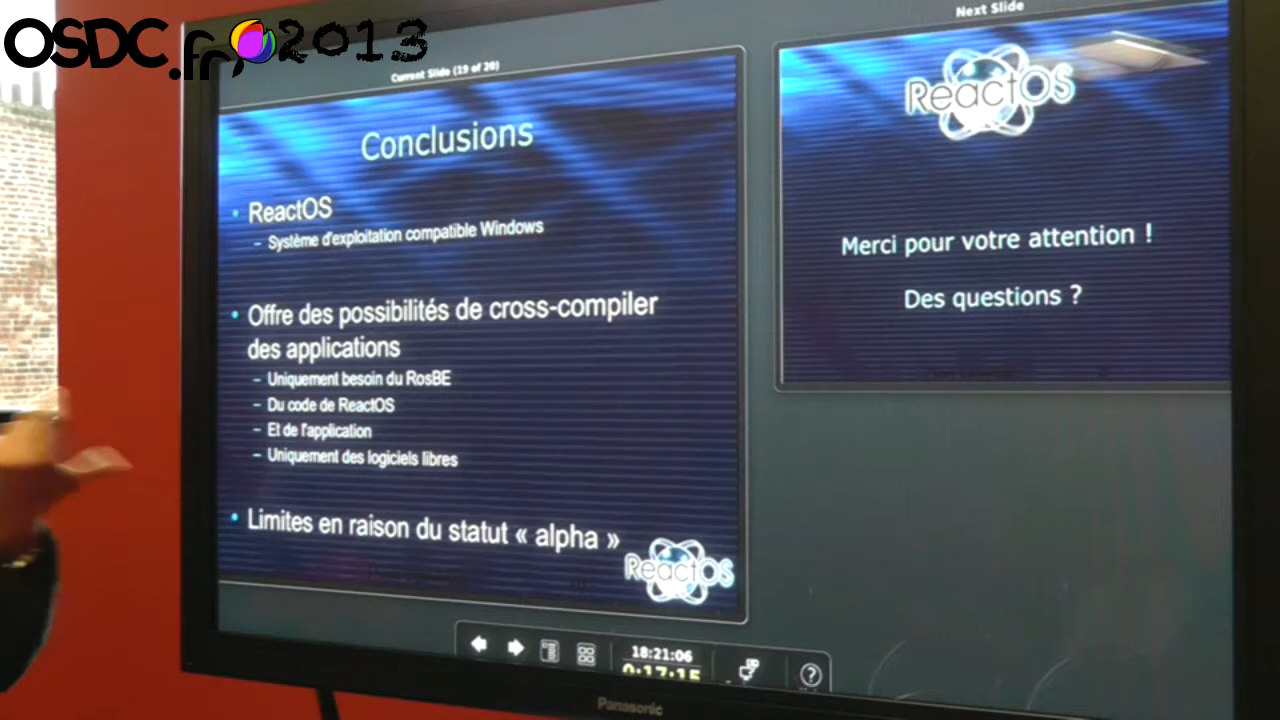 OSDC.fr 2013
Current Slide (19 of 20)
Next Slide
Conclusions
• ReactOS
– Système d'exploitation compatible Windows
• Offre des possibilités de cross-compiler
des applications
– Uniquement besoin du RosBE
– Du code de ReactOS
– Et de l'application
– Uniquement des logiciels libres
• Limites en raison du statut « alpha »
ReactOS
ReactOS
Merci pour votre attention !
Des questions ?
18:21:06
0:17:15
?
Panasonic